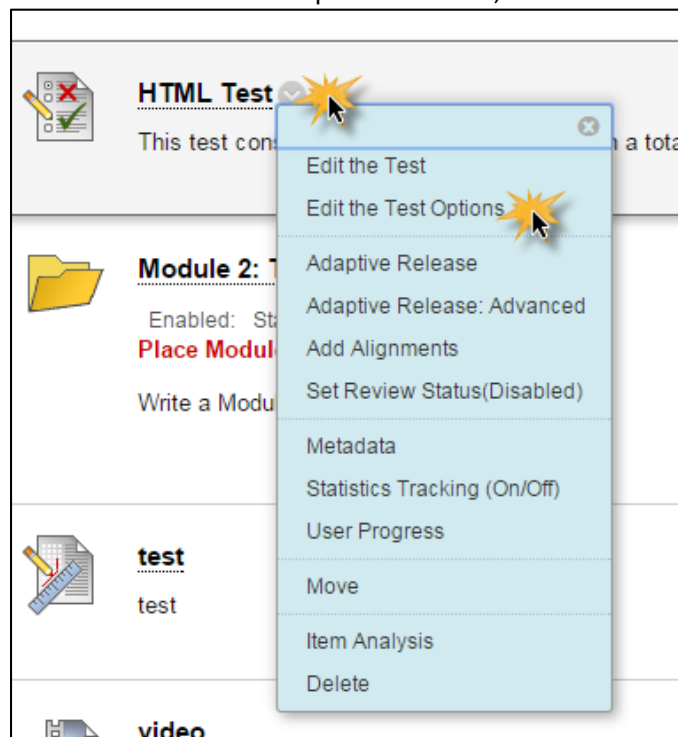 HTML Test
This test cons
a tota
Edit the Test
Edit the Test Options
Module 2: T
Adaptive Release
Enabled: Sta
Adaptive Release: Advanced
Place Modul
Add Alignments
Write a Modu
Set Review Status(Disabled)
Metadata
Statistics Tracking (On/Off)
User Progress
test
Move
test
Item Analysis
Delete
video